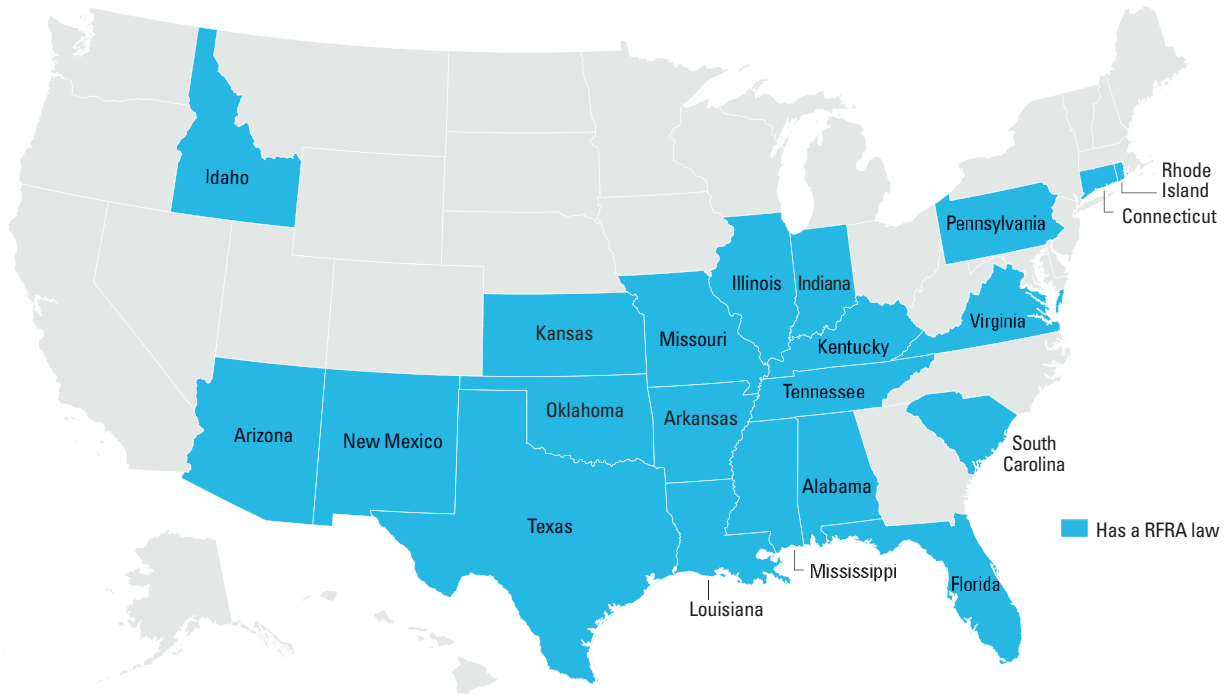 Idaho
Rhode
Island
Connecticut
Pennsylvania
Illinois
Indiana
Virginia
Kansas
Missouri
Kentucky
Tennessee
Oklahoma
Arkansas
Arizona
New Mexico
South
Carolina
Alabama
Texas
Has a RFRA law
Mississippi
Florida
Louisiana